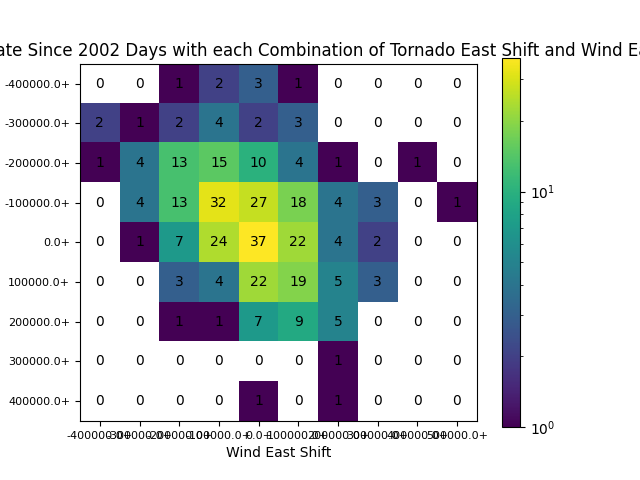 ate Since 2002 Days with each Combination of Tornado East Shift and Wind Ea
-400000.0+ 0 0 1 2 3 1 0 0 0 0
-300000.0+ 2 1 2 4 2 3 0 0 0 0
-200000.0+ 1 4 13 15 10 4 1 0 1 0
-100000.0+ 0 4 13 32 27 18 4 3 0 1
0.0+ 0 1 7 24 37 22 4 2 0 0
100000.0+ 0 0 3 4 22 19 5 3 0 0
200000.0+ 0 0 1 1 7 9 5 0 0 0
300000.0+ 0 0 0 0 0 0 1 0 0 0
400000.0+ 0 0 0 0 1 0 1 0 0 0
Wind East Shift
10^1
10^0